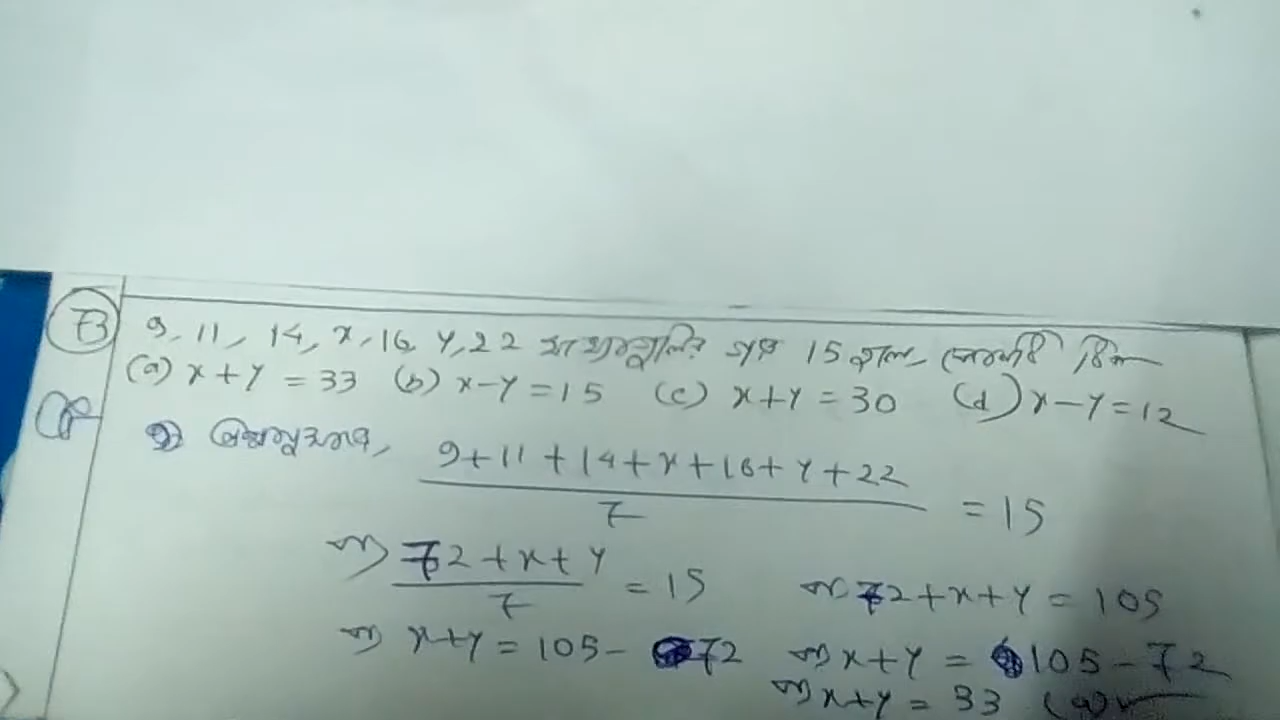 73 9, 11, 14, x, 16, y, 22 সংখ্যাগুলির গড় 15 হলে, কোনটি ঠিক
(a) x+y = 33 (b) x-y = 15 (c) x+y = 30 (d) x-y = 12
প্রশ্নানুসারে, 9+11+14+x+16+y+22 / 7 = 15
বা 72+x+y / 7 = 15 বা 72+x+y = 105
বা x+y = 105- 72 বা x+y = 105-72
বা x+y = 33 (a)